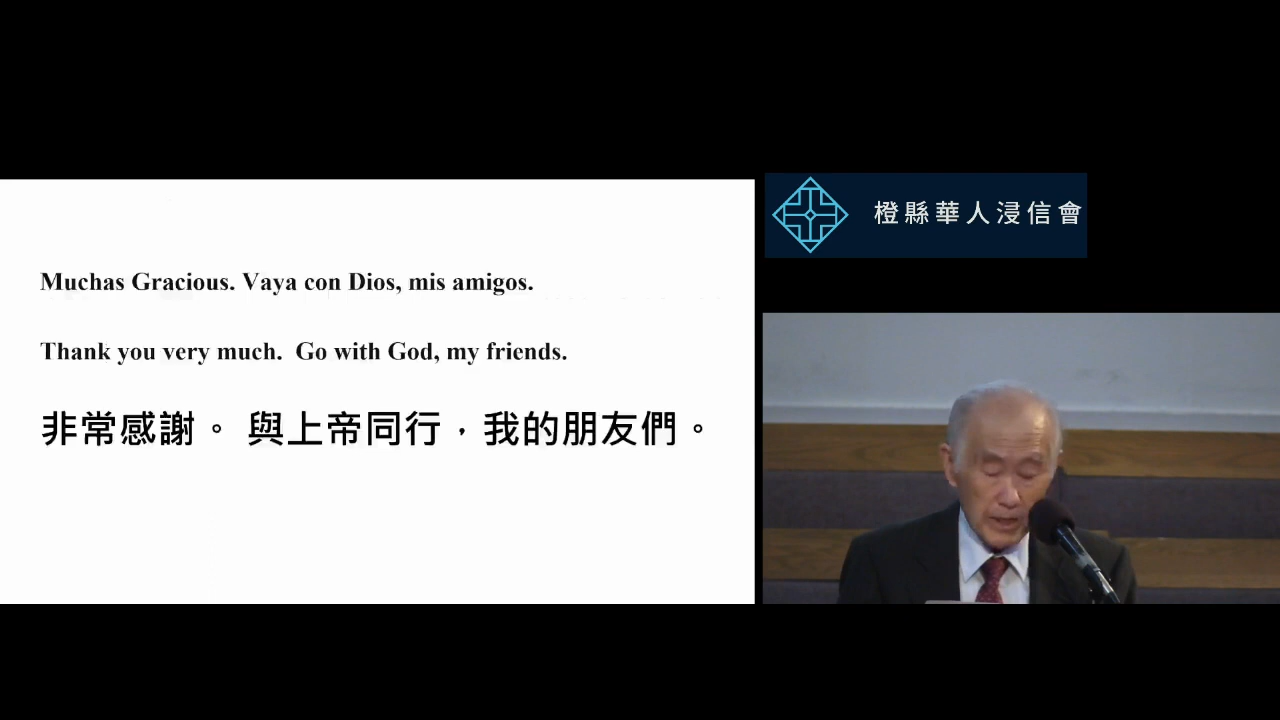 橙縣華人浸信會
Muchas Gracious. Vaya con Dios, mis amigos.
Thank you very much. Go with God, my friends.
非常感謝。 與上帝同行，我的朋友們。